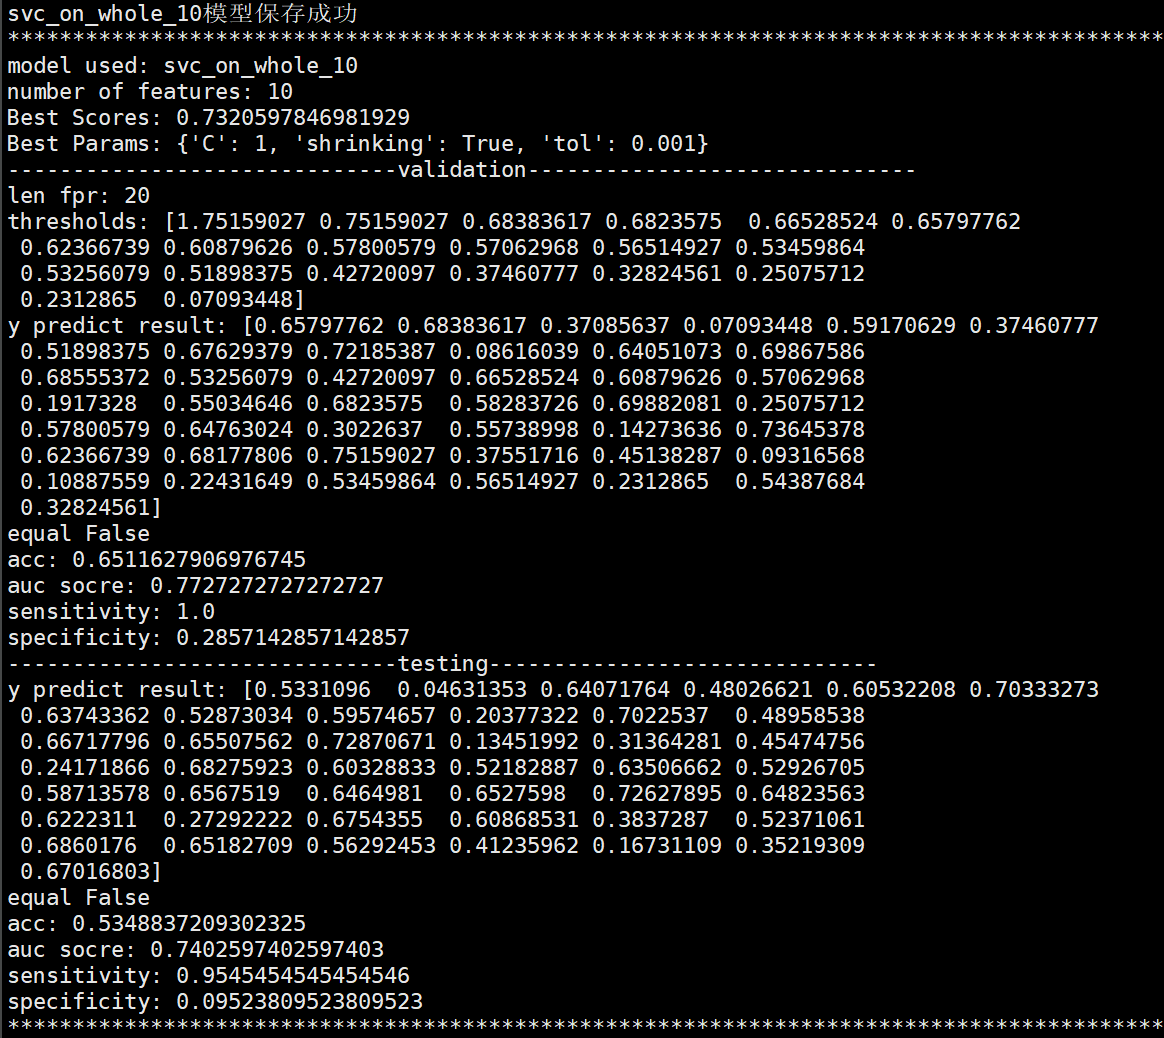 svc_on_whole_10模型保存成功
*****************************************************************************************
model used: svc_on_whole_10
number of features: 10
Best Scores: 0.7320597846981929
Best Params: {'C': 1, 'shrinking': True, 'tol': 0.001}
------------------------------validation------------------------------
len fpr: 20
thresholds: [1.75159027 0.75159027 0.68383617 0.6823575  0.66528524 0.65797762
 0.62366739 0.60879626 0.57800579 0.57062968 0.56514927 0.53459864
 0.53256079 0.51898375 0.42720097 0.37460777 0.32824561 0.25075712
 0.2312865  0.07093448]
y predict result: [0.65797762 0.68383617 0.37085637 0.07093448 0.59170629 0.37460777
 0.51898375 0.67629379 0.72185387 0.08616039 0.64051073 0.69867586
 0.68555372 0.53256079 0.42720097 0.66528524 0.60879626 0.57062968
 0.1917328  0.55034646 0.6823575  0.58283726 0.69882081 0.25075712
 0.57800579 0.64763024 0.3022637  0.55738998 0.14273636 0.73645378
 0.62366739 0.68177806 0.75159027 0.37551716 0.45138287 0.09316568
 0.10887559 0.22431649 0.53459864 0.56514927 0.2312865  0.54387684
 0.32824561]
equal False
acc: 0.6511627906976745
auc socre: 0.7727272727272727
sensitivity: 1.0
specificity: 0.2857142857142857
------------------------------testing------------------------------
y predict result: [0.5331096  0.04631353 0.64071764 0.48026621 0.60532208 0.70333273
 0.63743362 0.52873034 0.59574657 0.20377322 0.7022537  0.48958538
 0.66717796 0.65507562 0.72870671 0.13451992 0.31364281 0.45474756
 0.24171866 0.68275923 0.60328833 0.52182887 0.63506662 0.52926705
 0.58713578 0.6567519  0.6464981  0.6527598  0.72627895 0.64823563
 0.6222311  0.27292222 0.6754355  0.60868531 0.3837287  0.52371061
 0.6860176  0.65182709 0.56292453 0.41235962 0.16731109 0.35219309
 0.67016803]
equal False
acc: 0.5348837209302325
auc socre: 0.7402597402597403
sensitivity: 0.9545454545454546
specificity: 0.09523809523809523
*****************************************************************************************